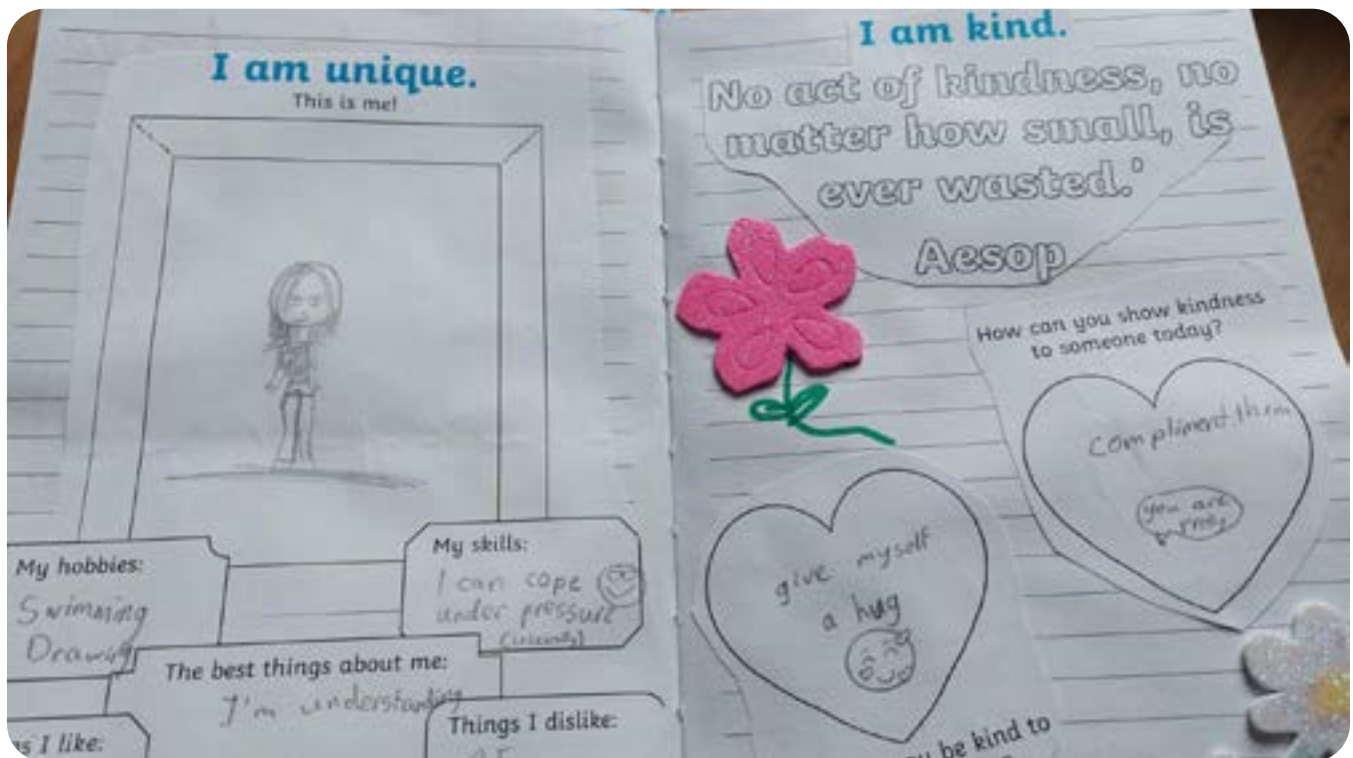 I am unique.
This is me!
My hobbies:
Swimming
Drawing
My skills:
I can cope
under pressure
(usually)
The best things about me:
I'm understanding
s I like:
Things I dislike:
I am kind.
No act of kindness, no
matter how small, is
ever wasted.'
Aesop
How can you show kindness
to someone today?
compliment them
you are
give myself
a hug
be kind to